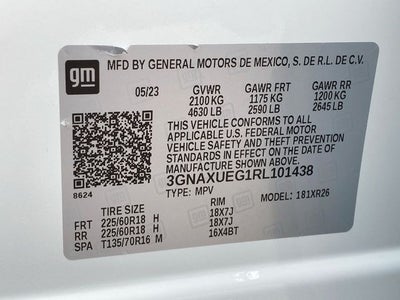 gm
MFD BY GENERAL MOTORS DE MEXICO, S. DE R.L. DE C.V.
05/23 GVWR GAWR FRT GAWR RR
2100 KG 1175 KG 1200 KG
4630 LB 2590 LB 2645 LB
THIS VEHICLE CONFORMS TO ALL
APPLICABLE U.S. FEDERAL MOTOR
VEHICLE SAFETY, BUMPER, AND
THEFT PREVENTION STANDARDS
IN EFFECT ON THE DATE OF
MANUFACTURE SHOWN ABOVE.
8624
3GNAXUEG1RL101438
TYPE: MPV MODEL: 181XR26
TIRE SIZE RIM
FRT 225/60R18 H 18X7J
RR 225/60R18 H 18X7J
SPA T135/70R16 M 16X4BT